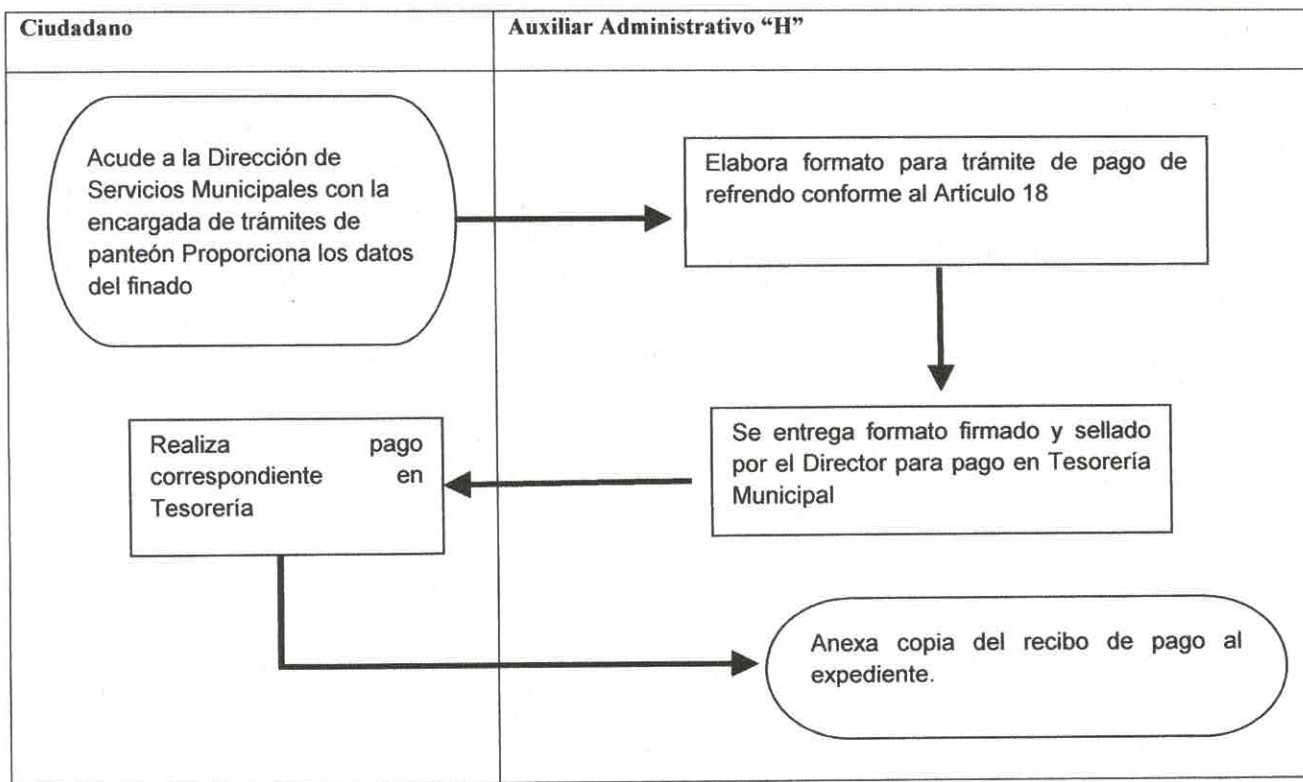 Ciudadano
Auxiliar Administrativo “H”
Acude a la Dirección de
Servicios Municipales con la
encargada de trámites de
panteón Proporciona los datos
del finado
Elabora formato para trámite de pago de
refrendo conforme al Artículo 18
Se entrega formato firmado y sellado
por el Director para pago en Tesorería
Municipal
Realiza pago
correspondiente en
Tesorería
Anexa copia del recibo de pago al
expediente.